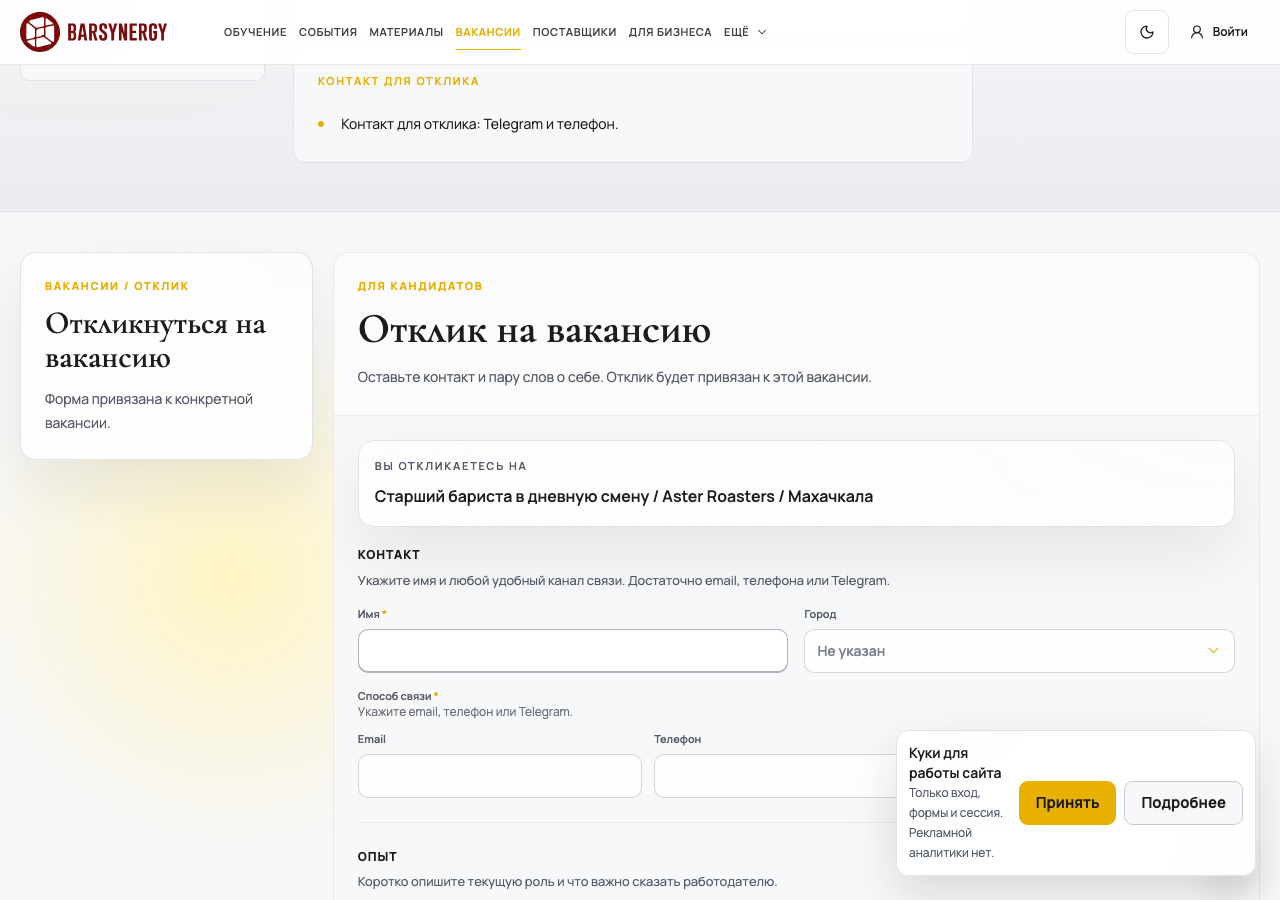 BARSYNERGY
ОБУЧЕНИЕ СОБЫТИЯ МАТЕРИАЛЫ ВАКАНСИИ ПОСТАВЩИКИ ДЛЯ БИЗНЕСА ЕЩЁ
Войти
КОНТАКТ ДЛЯ ОТКЛИКА
Контакт для отклика: Telegram и телефон.
ВАКАНСИИ / ОТКЛИК
Откликнуться на
вакансию
Форма привязана к конкретной
вакансии.
ДЛЯ КАНДИДАТОВ
Отклик на вакансию
Оставьте контакт и пару слов о себе. Отклик будет привязан к этой вакансии.
ВЫ ОТКЛИКАЕТЕСЬ НА
Старший бариста в дневную смену / Aster Roasters / Махачкала
КОНТАКТ
Укажите имя и любой удобный канал связи. Достаточно email, телефона или Telegram.
Имя *
Город
Не указан
Способ связи *
Укажите email, телефон или Telegram.
Email
Телефон
ОПЫТ
Коротко опишите текущую роль и что важно сказать работодателю.
Куки для
работы сайта
Только вход,
формы и сессия.
Рекламной
аналитики нет.
Принять
Подробнее